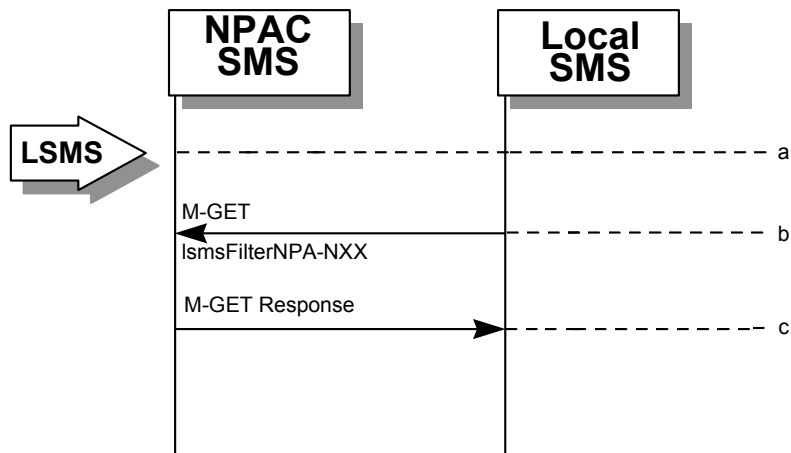 NPAC
SMS
Local
SMS
LSMS
a
M-GET
b
lsmsFilterNPA-NXX
M-GET Response
c